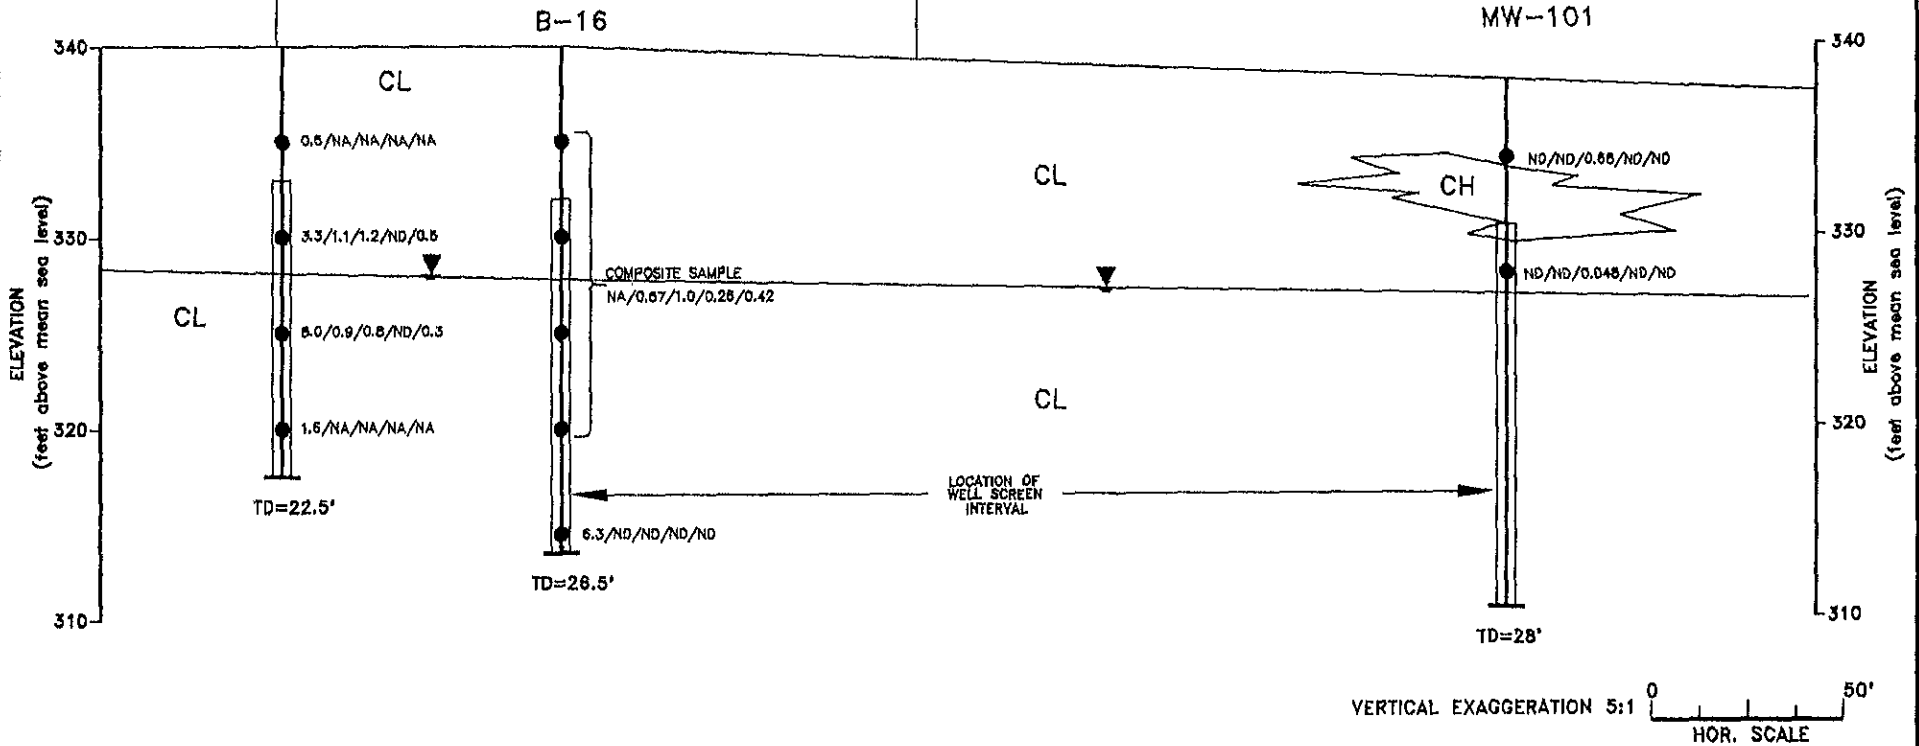 B-16
MW-101
340
340
CL
0.5/NA/NA/NA/NA
CL
ND/ND/0.66/ND/ND
CH
330
3.3/1.1/1.2/ND/0.5
330
COMPOSITE SAMPLE
NA/0.67/1.0/0.26/0.42
ND/ND/0.046/ND/ND
CL
6.0/0.9/0.8/ND/0.3
ELEVATION
(feet above mean sea level)
ELEVATION
(feet above mean sea level)
CL
320
1.6/NA/NA/NA/NA
320
LOCATION OF
WELL SCREEN
INTERVAL
TD=22.5'
6.3/ND/ND/ND/ND
TD=26.5'
310
310
TD=28'
VERTICAL EXAGGERATION 5:1
0
50'
HOR. SCALE